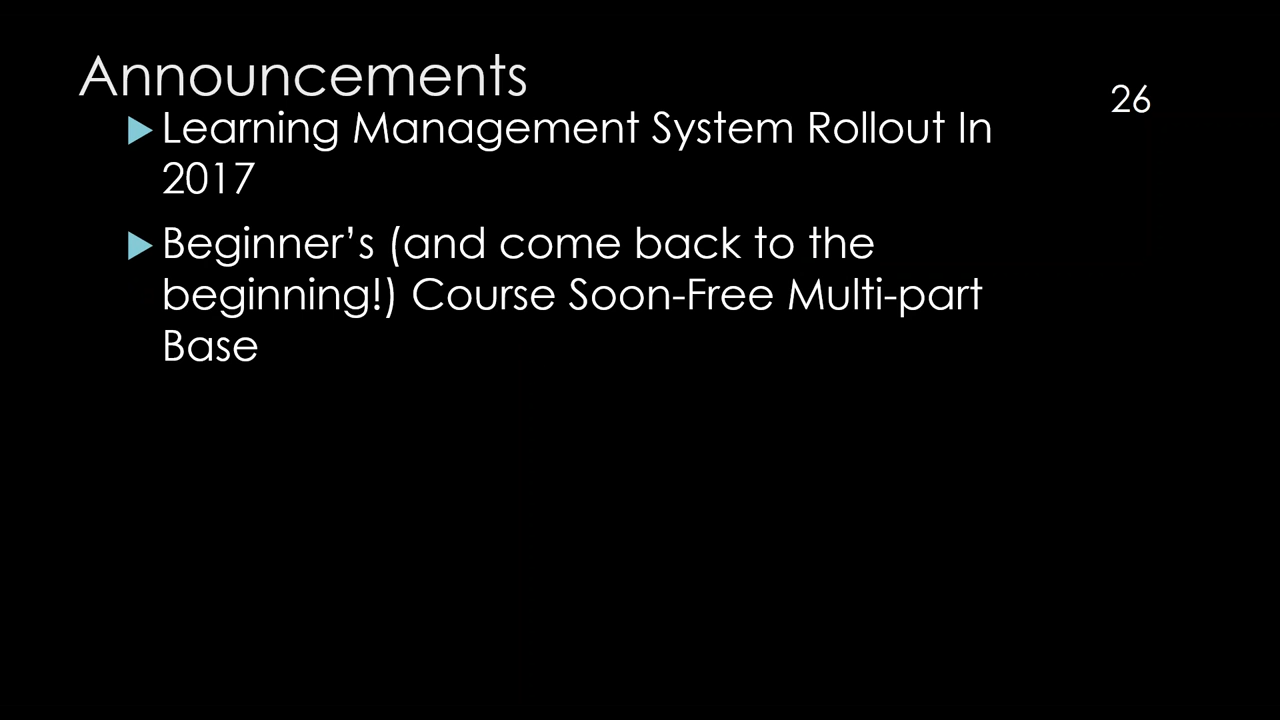 Announcements
26
Learning Management System Rollout In
2017
Beginner’s (and come back to the
beginning!) Course Soon-Free Multi-part
Base